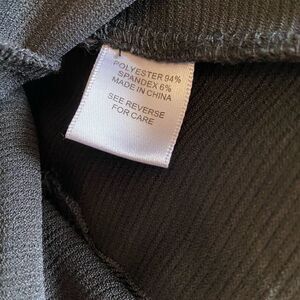 POLYESTER 94%
SPANDEX 6%
MADE IN CHINA
SEE REVERSE
FOR CARE